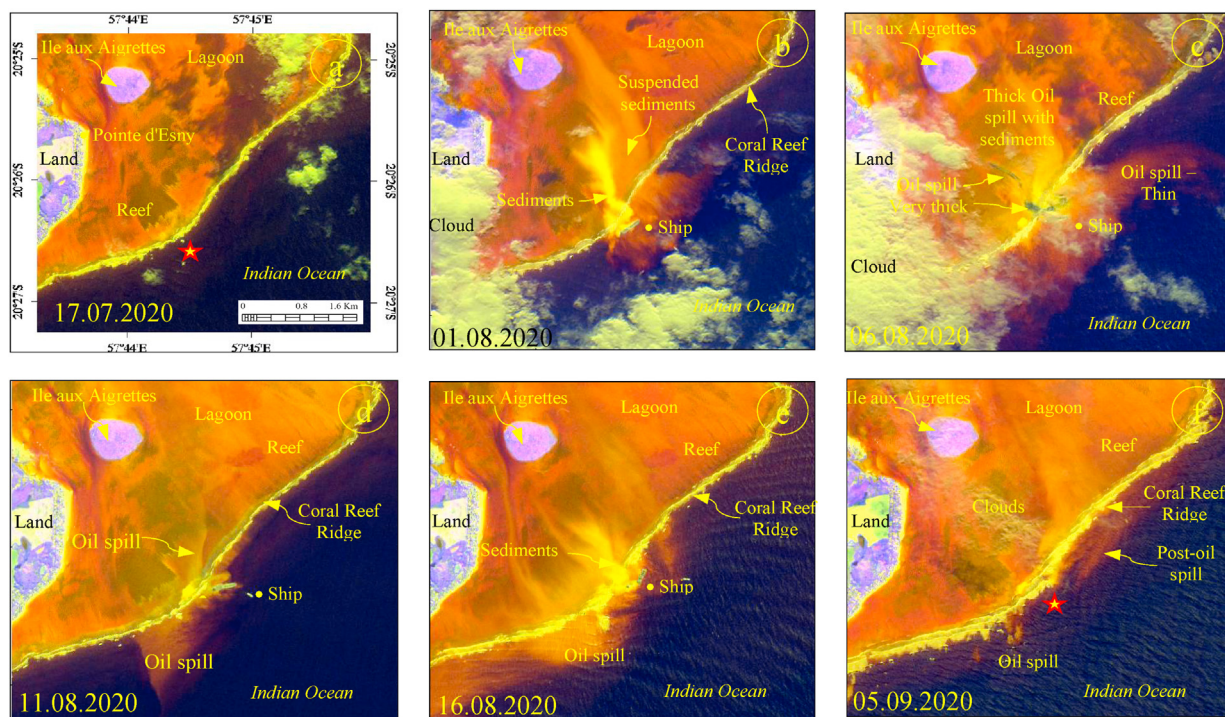 57°44'E
57°45'E
20°25'S
20°26'S
20°27'S
20°25'S
20°26'S
20°27'S
57°44'E
57°45'E
a
Ile aux Aigrettes
Lagoon
Pointe d'Esny
Land
Reef
Indian Ocean
0
0.8
1.6 Km
17.07.2020
b
Ile aux Aigrettes
Lagoon
Suspended
sediments
Land
Coral Reef
Ridge
Sediments
Ship
Cloud
Indian Ocean
01.08.2020
c
Ile aux Aigrettes
Lagoon
Thick Oil
spill with
sediments
Reef
Land
Oil spill –
Thin
Oil spill
Very thick
Ship
Cloud
Indian Ocean
06.08.2020
d
Ile aux Aigrettes
Lagoon
Reef
Coral Reef
Ridge
Land
Oil spill
Ship
Oil spill
Indian Ocean
11.08.2020
e
Ile aux Aigrettes
Lagoon
Reef
Coral Reef
Ridge
Land
Sediments
Ship
Oil spill
Indian Ocean
16.08.2020
f
Ile aux Aigrettes
Lagoon
Reef
Coral Reef
Ridge
Clouds
Land
Post-oil
spill
Oil spill
Indian Ocean
05.09.2020